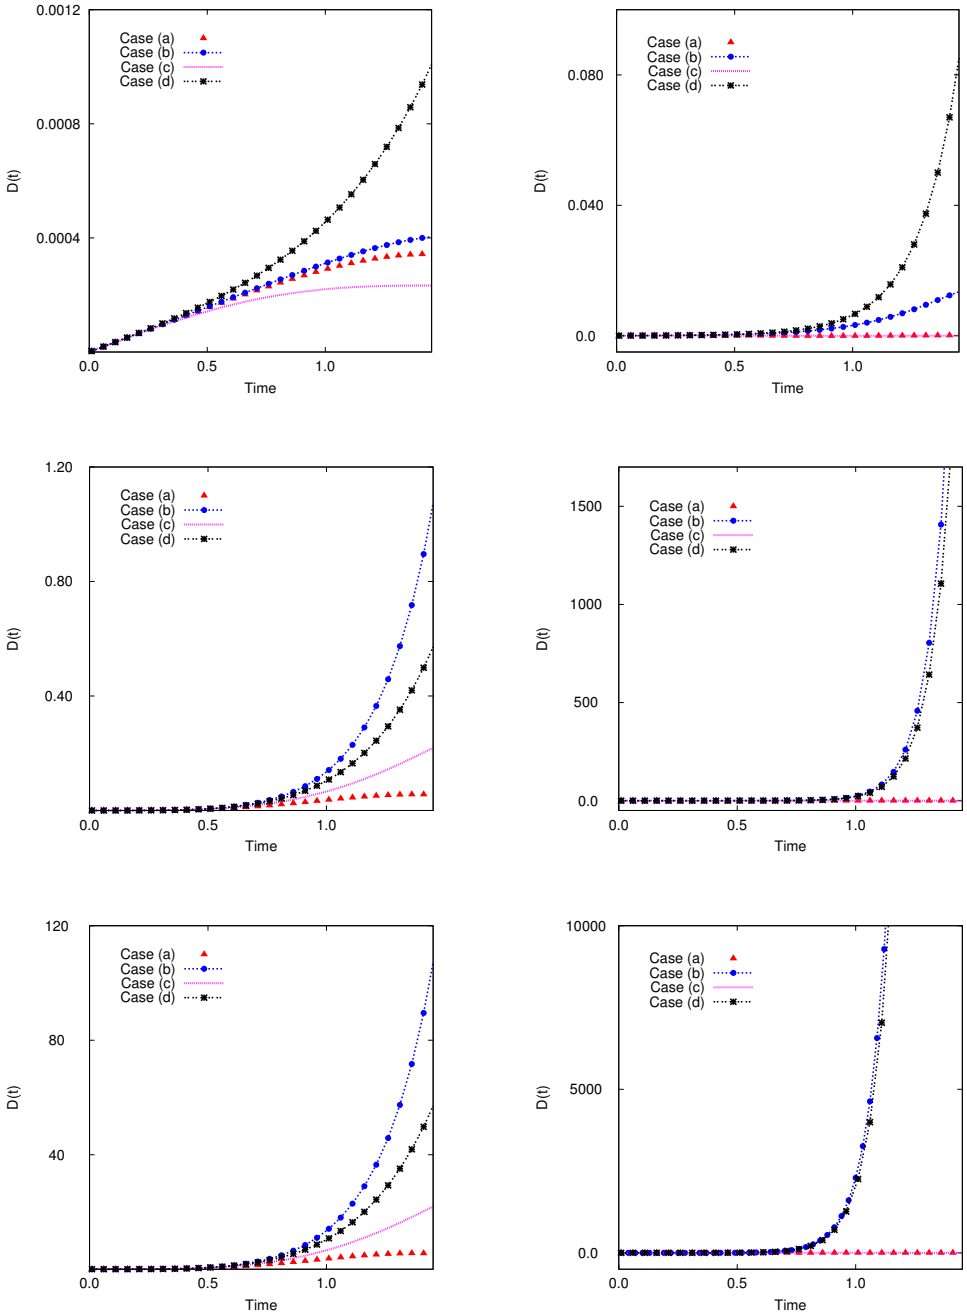 0.0012
0.0008
0.0004
D(t)
Case (a)
Case (b)
Case (c)
Case (d)
0.0
0.5
1.0
Time
0.080
0.040
0.0
D(t)
Case (a)
Case (b)
Case (c)
Case (d)
0.0
0.5
1.0
Time
1.20
0.80
0.40
D(t)
Case (a)
Case (b)
Case (c)
Case (d)
0.0
0.5
1.0
Time
1500
1000
500
0.0
D(t)
Case (a)
Case (b)
Case (c)
Case (d)
0.0
0.5
1.0
Time
120
80
40
D(t)
Case (a)
Case (b)
Case (c)
Case (d)
0.0
0.5
1.0
Time
10000
5000
0.0
D(t)
Case (a)
Case (b)
Case (c)
Case (d)
0.0
0.5
1.0
Time